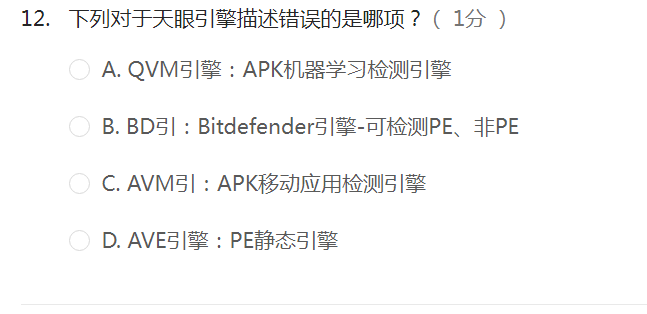 12. 下列对于天眼引擎描述错误的是哪项？（ 1分 ）
A. QVM引擎：APK机器学习检测引擎
B. BD引：Bitdefender引擎-可检测PE、非PE
C. AVM引：APK移动应用检测引擎
D. AVE引擎：PE静态引擎